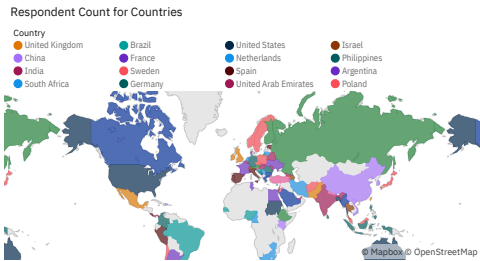 Respondent Count for Countries
Country
United Kingdom Brazil United States Israel
China France Netherlands Philippines
India Sweden Spain Argentina
South Africa Germany United Arab Emirates Poland
© Mapbox © OpenStreetMap